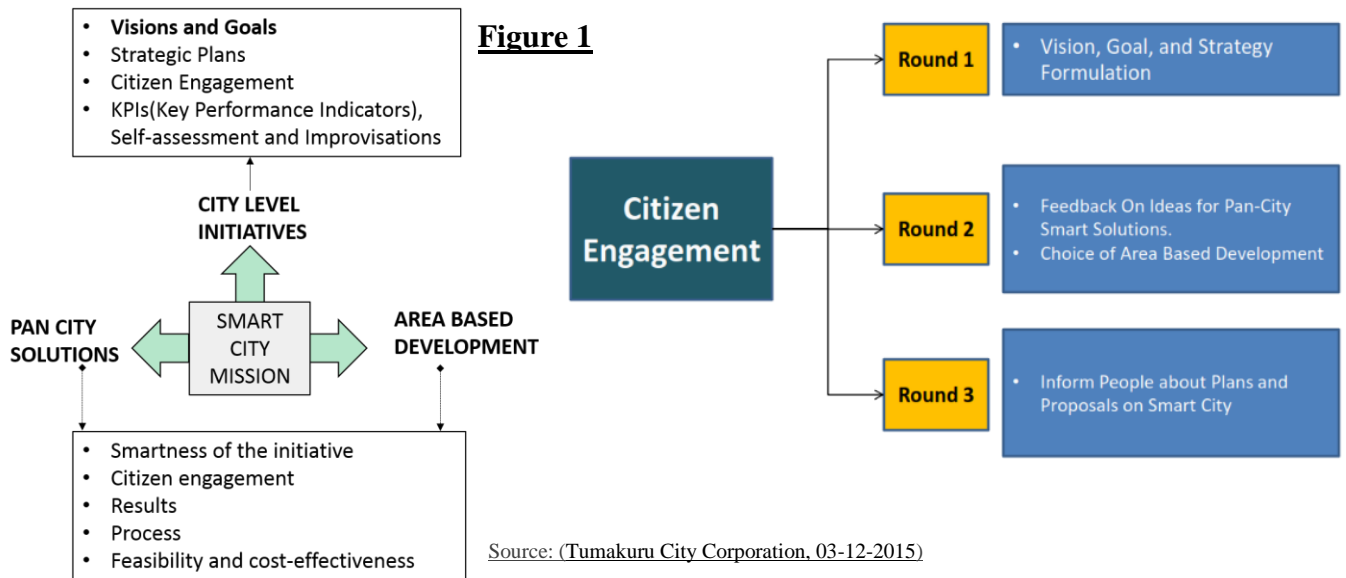 • Visions and Goals
• Strategic Plans
• Citizen Engagement
• KPIs(Key Performance Indicators),
Self-assessment and Improvisations
CITY LEVEL
INITIATIVES
PAN CITY
SOLUTIONS
SMART
CITY
MISSION
AREA BASED
DEVELOPMENT
• Smartness of the initiative
• Citizen engagement
• Results
• Process
• Feasibility and cost-effectiveness
Figure 1
Citizen
Engagement
Round 1
• Vision, Goal, and Strategy
Formulation
Round 2
• Feedback On Ideas for Pan-City
Smart Solutions.
• Choice of Area Based Development
Round 3
• Inform People about Plans and
Proposals on Smart City
Source: (Tumakuru City Corporation, 03-12-2015)